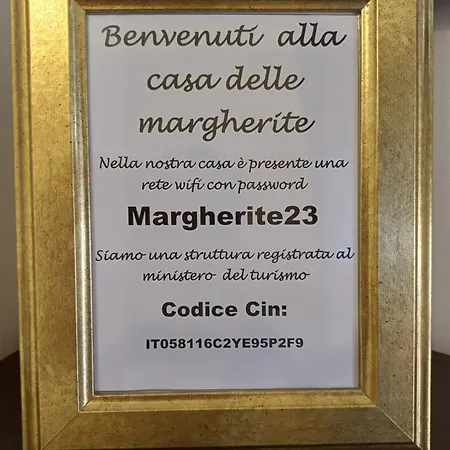 Benvenuti alla
casa delle
margherite
Nella nostra casa è presente una
rete wifi con password
Margherite23
Siamo una struttura registrata al
ministero del turismo
Codice Cin:
IT058116C2YE95P2F9